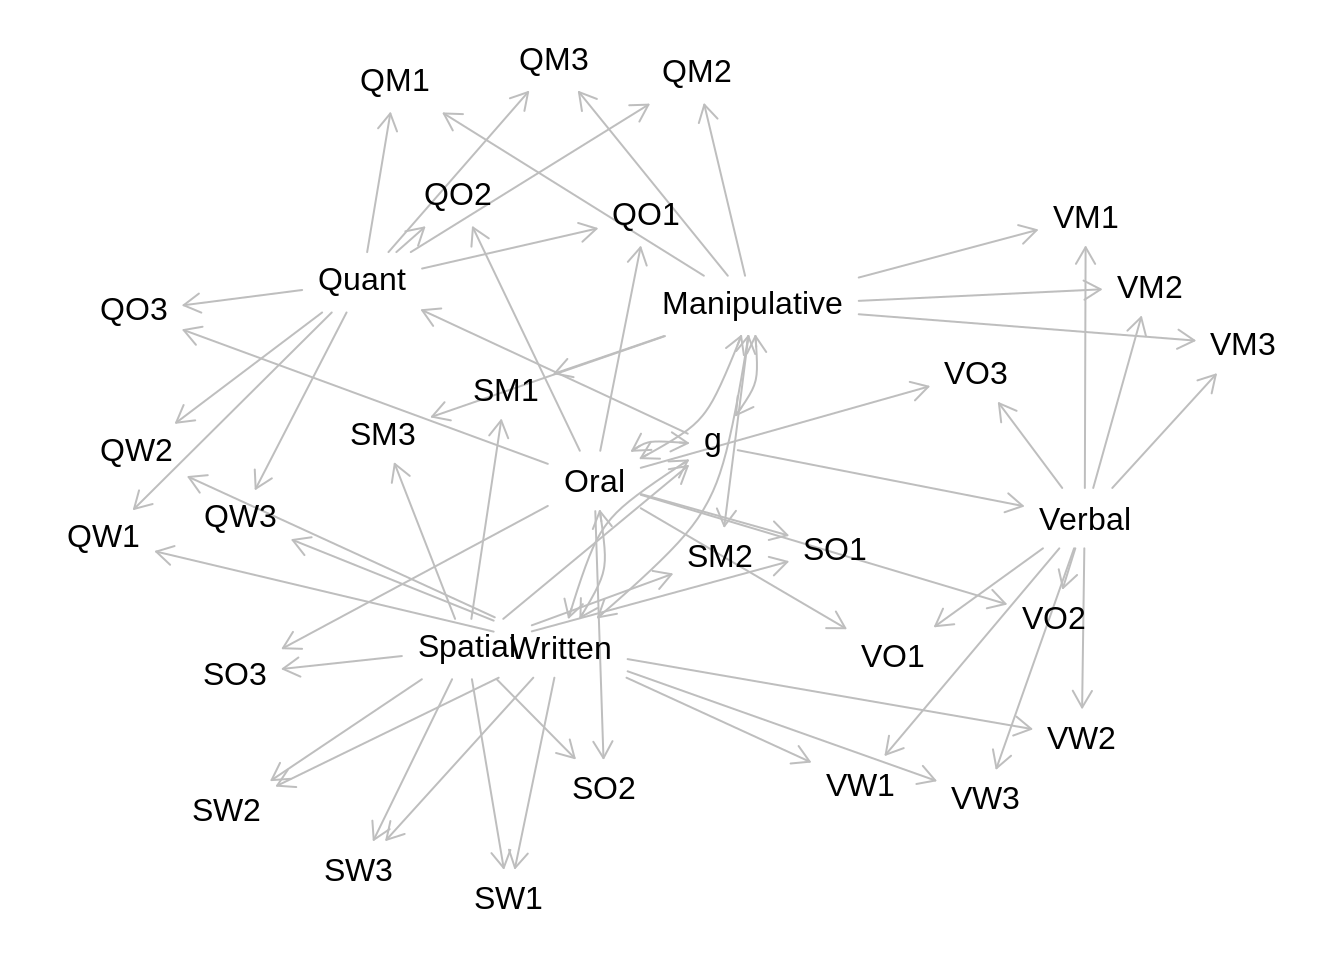 QM3
QM2
QM1
QO2
QO1
VM1
Quant
VM2
Manipulative
QO3
VM3
VO3
SM1
SM3
g
QW2
Oral
QW3
Verbal
QW1
SO1
SM2
VO2
Spatial
Written
VO1
SO3
VW2
VW1
SO2
VW3
SW2
SW3
SW1